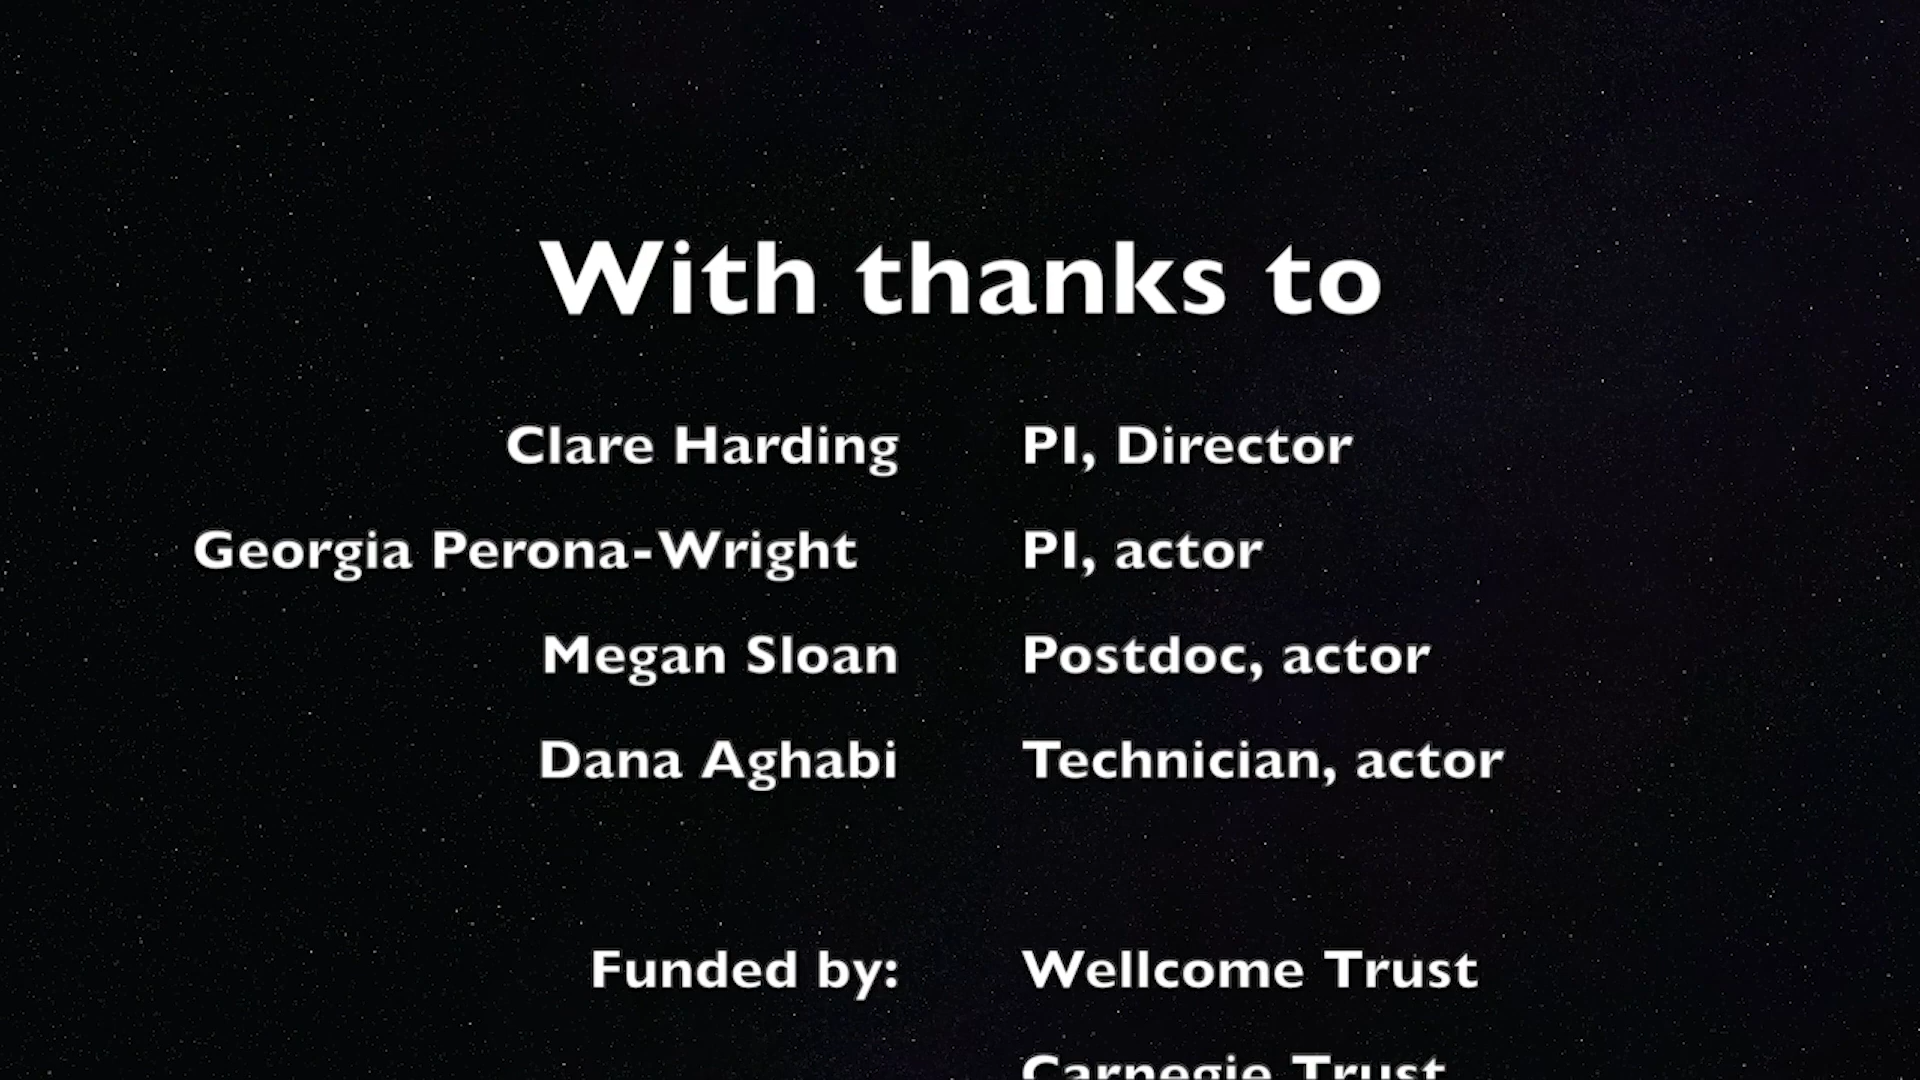 With thanks to
Clare Harding PI, Director
Georgia Perona-Wright PI, actor
Megan Sloan Postdoc, actor
Dana Aghabi Technician, actor
Funded by: Wellcome Trust
Carnegie Trust